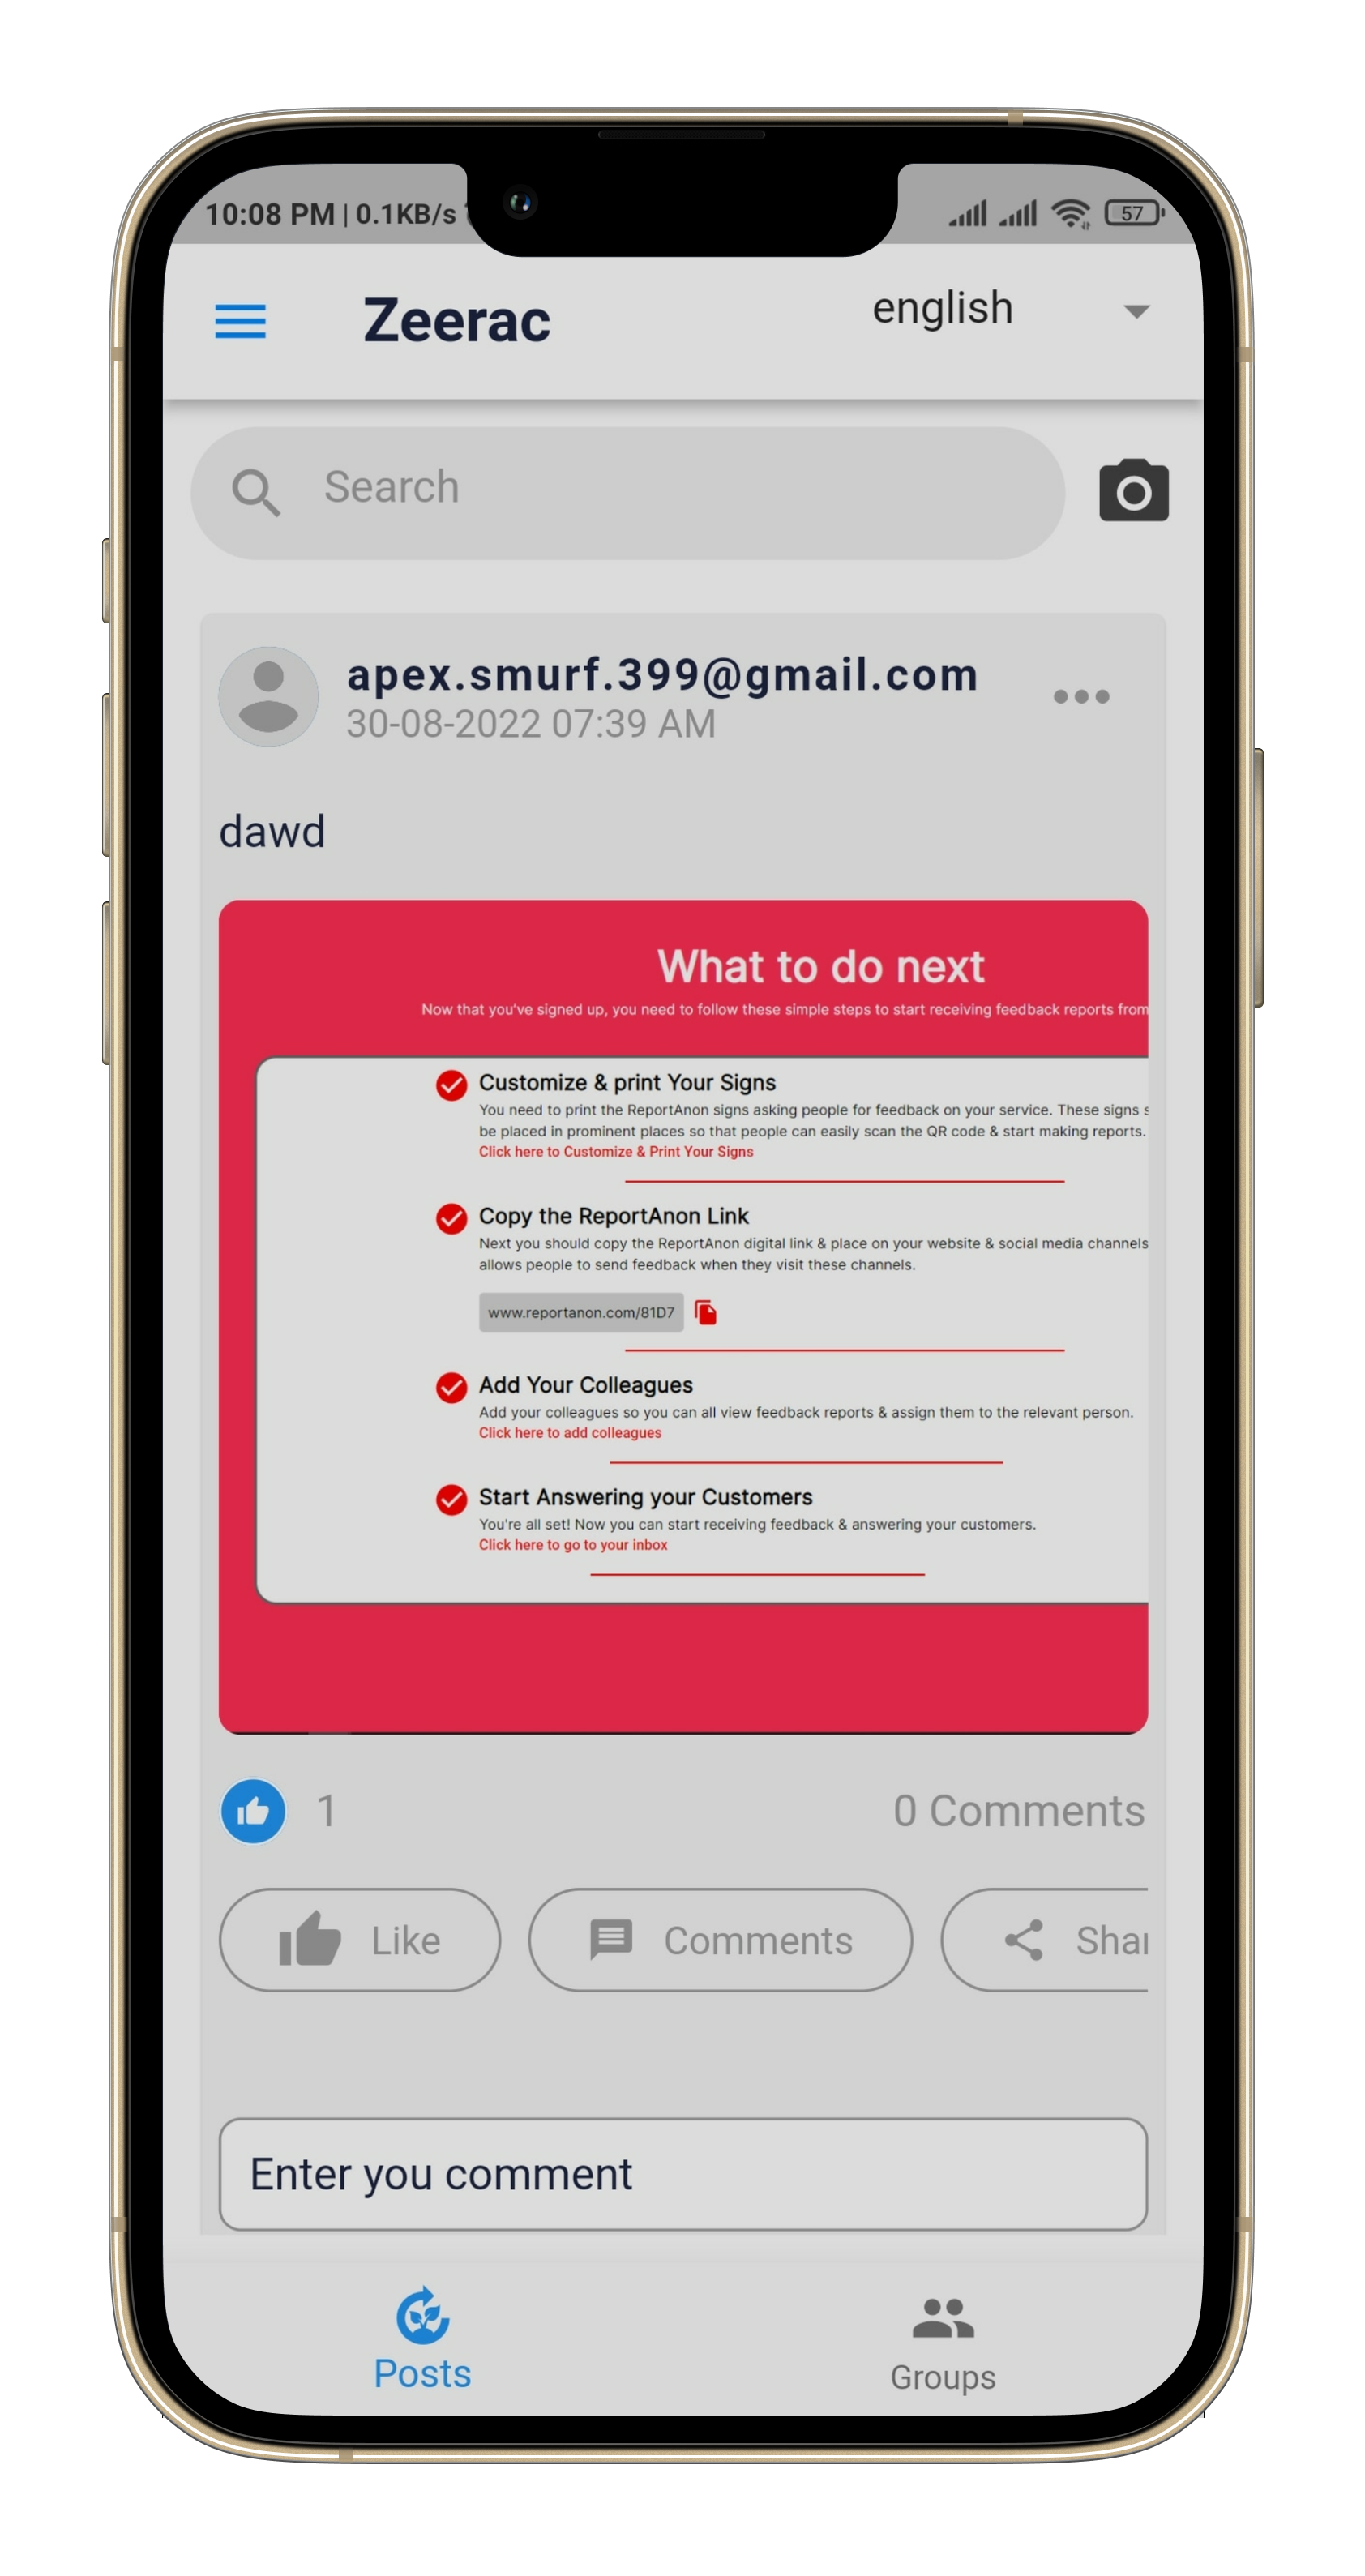 10:08 PM | 0.1KB/s
57
Zeerac
english
Search
apex.smurf.399@gmail.com
30-08-2022 07:39 AM
dawd
What to do next
Now that you've signed up, you need to follow these simple steps to start receiving feedback reports from
Customize & print Your Signs
You need to print the ReportAnon signs asking people for feedback on your service. These signs s
be placed in prominent places so that people can easily scan the QR code & start making reports.
Click here to Customize & Print Your Signs
Copy the ReportAnon Link
Next you should copy the ReportAnon digital link & place on your website & social media channels
allows people to send feedback when they visit these channels.
www.reportanon.com/81D7
Add Your Colleagues
Add your colleagues so you can all view feedback reports & assign them to the relevant person.
Click here to add colleagues
Start Answering your Customers
You're all set! Now you can start receiving feedback & answering your customers.
Click here to go to your inbox
1
0 Comments
Like
Comments
Shar
Enter you comment
Posts
Groups